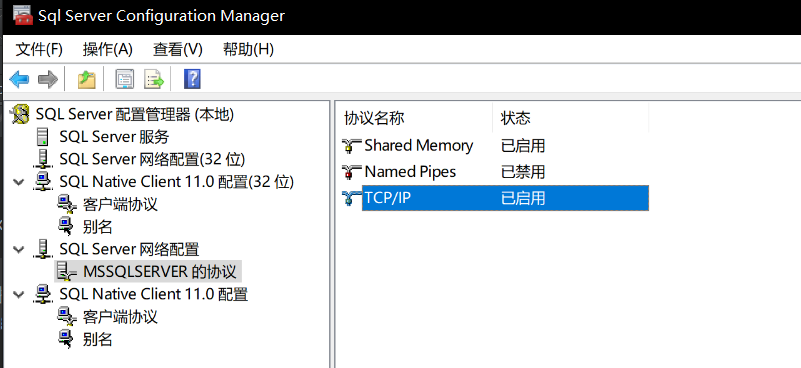 Sql Server Configuration Manager
文件(F) 操作(A) 查看(V) 帮助(H)
SQL Server 配置管理器 (本地)
SQL Server 服务
SQL Server 网络配置(32 位)
SQL Native Client 11.0 配置(32 位)
客户端协议
别名
SQL Server 网络配置
MSSQLSERVER 的协议
SQL Native Client 11.0 配置
客户端协议
别名
协议名称 状态
Shared Memory 已启用
Named Pipes 已禁用
TCP/IP 已启用